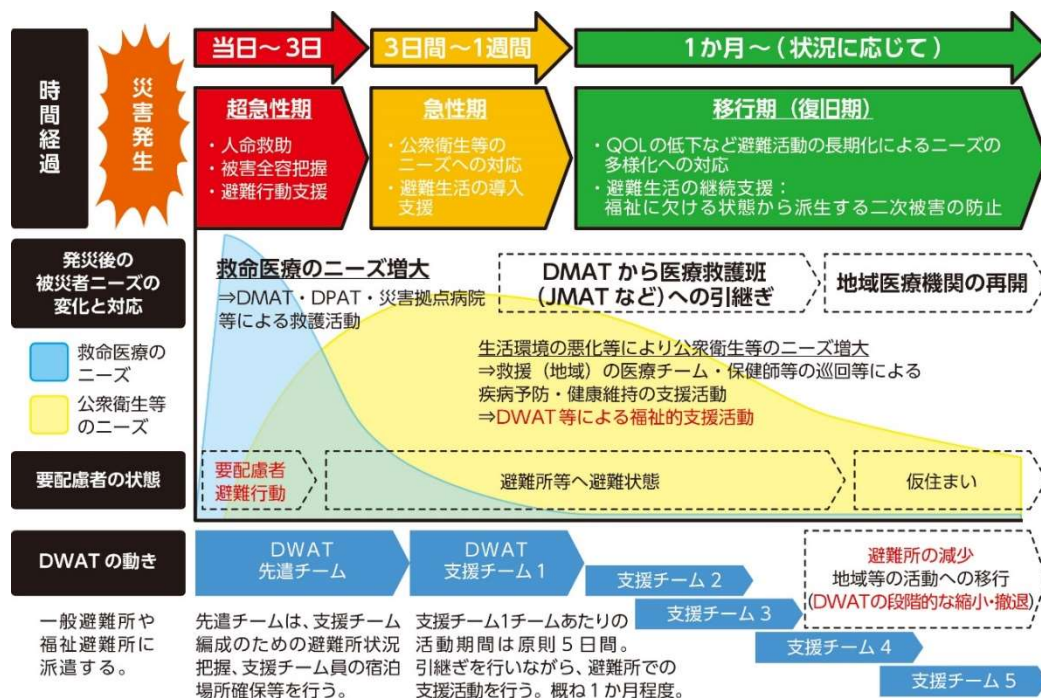 時間経過
災害発生
当日～3日
3日間～1週間
1か月～(状況に応じて)
超急性期
・人命救助
・被害全容把握
・避難行動支援
急性期
・公衆衛生等の
ニーズへの対応
・避難生活の導入
支援
移行期（復旧期）
・QOLの低下など避難活動の長期化によるニーズの
多様化への対応
・避難生活の継続支援：
福祉に欠ける状態から派生する二次被害の防止
発災後の
被災者ニーズの
変化と対応
救命医療の
ニーズ
公衆衛生等
のニーズ
救命医療のニーズ増大
⇒DMAT・DPAT・災害拠点病院
等による救護活動
DMATから医療救護班
（JMATなど）への引継ぎ
地域医療機関の再開
生活環境の悪化等により公衆衛生等のニーズ増大
⇒救援（地域）の医療チーム・保健師等の巡回等による
疾病予防・健康維持の支援活動
⇒DWAT等による福祉的支援活動
要配慮者の状態
要配慮者
避難行動
避難所等へ避難状態
仮住まい
DWATの動き
一般避難所や
福祉避難所に
派遣する。
DWAT
先遣チーム
DWAT
支援チーム1
支援チーム2
支援チーム3
支援チーム4
支援チーム5
避難所の減少
地域等の活動への移行
(DWATの段階的な縮小・撤退)
先遣チームは、支援チーム
編成のための避難所状況
把握、支援チーム員の宿泊
場所確保等を行う。
支援チーム1チームあたりの
活動期間は原則5日間。
引継ぎを行いながら、避難所での
支援活動を行う。概ね1か月程度。